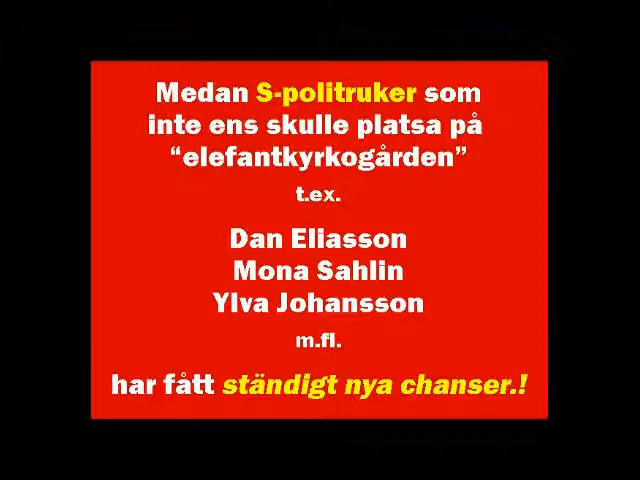 Medan S-politruker som
inte ens skulle platsa på
“elefantkyrkogården”
t.ex.
Dan Eliasson
Mona Sahlin
Ylva Johansson
m.fl.
har fått ständigt nya chanser.!